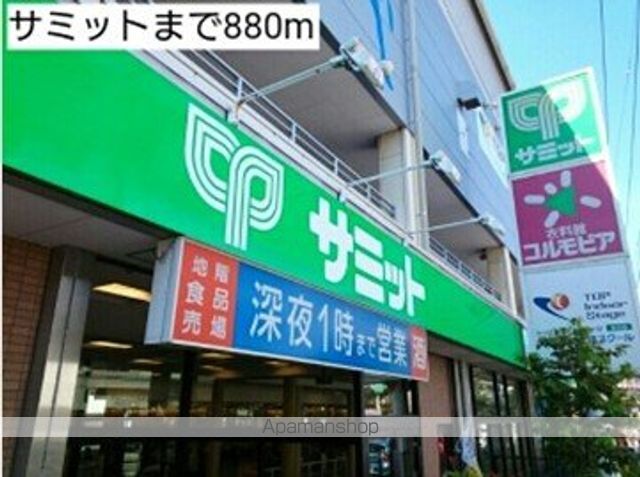 サミットまで880m
サミット
サミット
衣料館
コルモピア
TOP
Indoor
Stage
地階
食品
売場
深夜1時まで営業
酒
Apamanshop